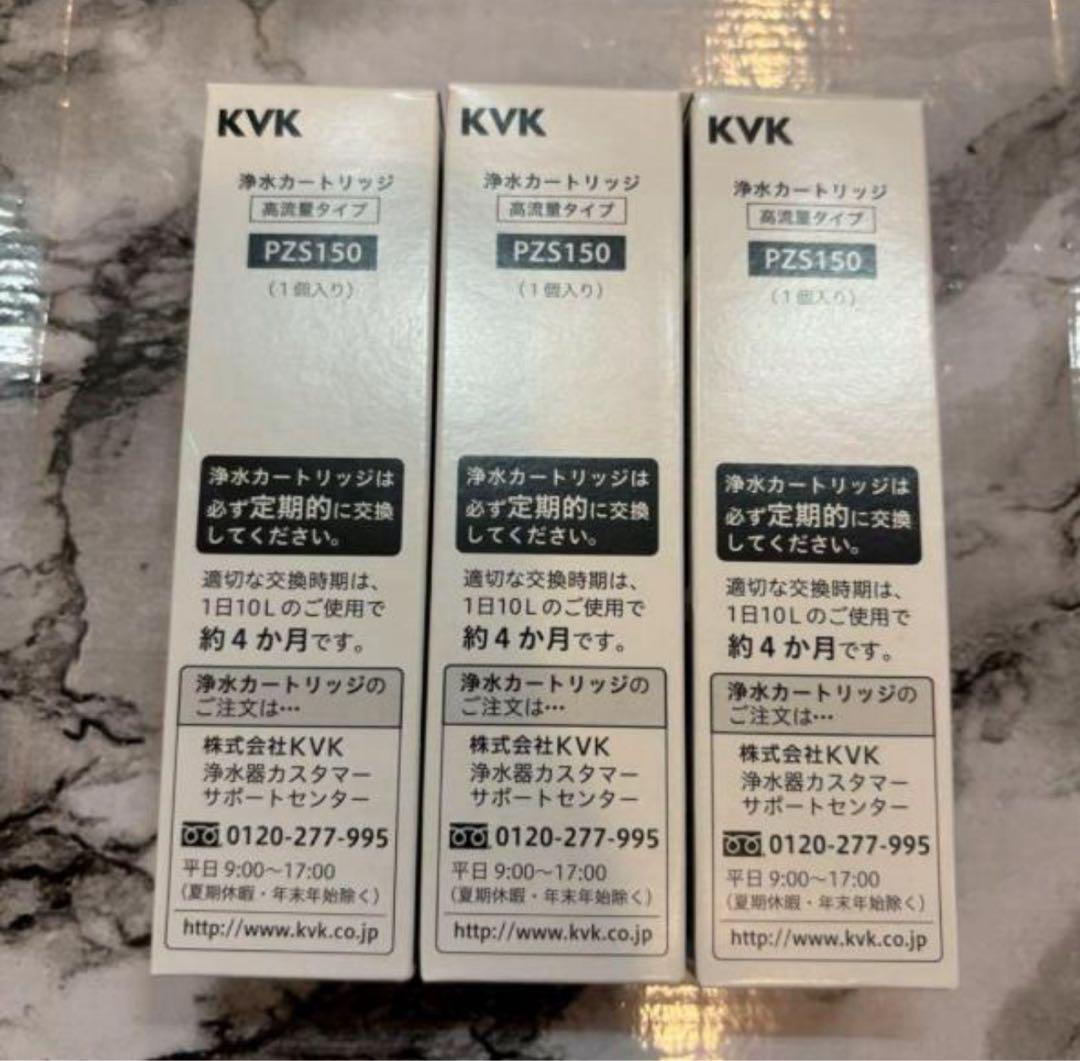 KVK
浄水カートリッジ
高流量タイプ
PZS150
（1個入り）
浄水カートリッジは
必ず定期的に交換
してください。
適切な交換時期は、
1日10Lのご使用で
約4か月です。
浄水カートリッジの
ご注文は…
株式会社KVK
浄水器カスタマー
サポートセンター
0120-277-995
平日9:00～17:00
（夏期休暇・年末年始除く）
http://www.kvk.co.jp
KVK
浄水カートリッジ
高流量タイプ
PZS150
（1個入り）
浄水カートリッジは
必ず定期的に交換
してください。
適切な交換時期は、
1日10Lのご使用で
約4か月です。
浄水カートリッジの
ご注文は…
株式会社KVK
浄水器カスタマー
サポートセンター
0120-277-995
平日9:00～17:00
（夏期休暇・年末年始除く）
http://www.kvk.co.jp
KVK
浄水カートリッジ
高流量タイプ
PZS150
（1個入り）
浄水カートリッジは
必ず定期的に交換
してください。
適切な交換時期は、
1日10Lのご使用で
約4か月です。
浄水カートリッジの
ご注文は…
株式会社KVK
浄水器カスタマー
サポートセンター
0120-277-995
平日9:00～17:00
（夏期休暇・年末年始除く）
http://www.kvk.co.jp